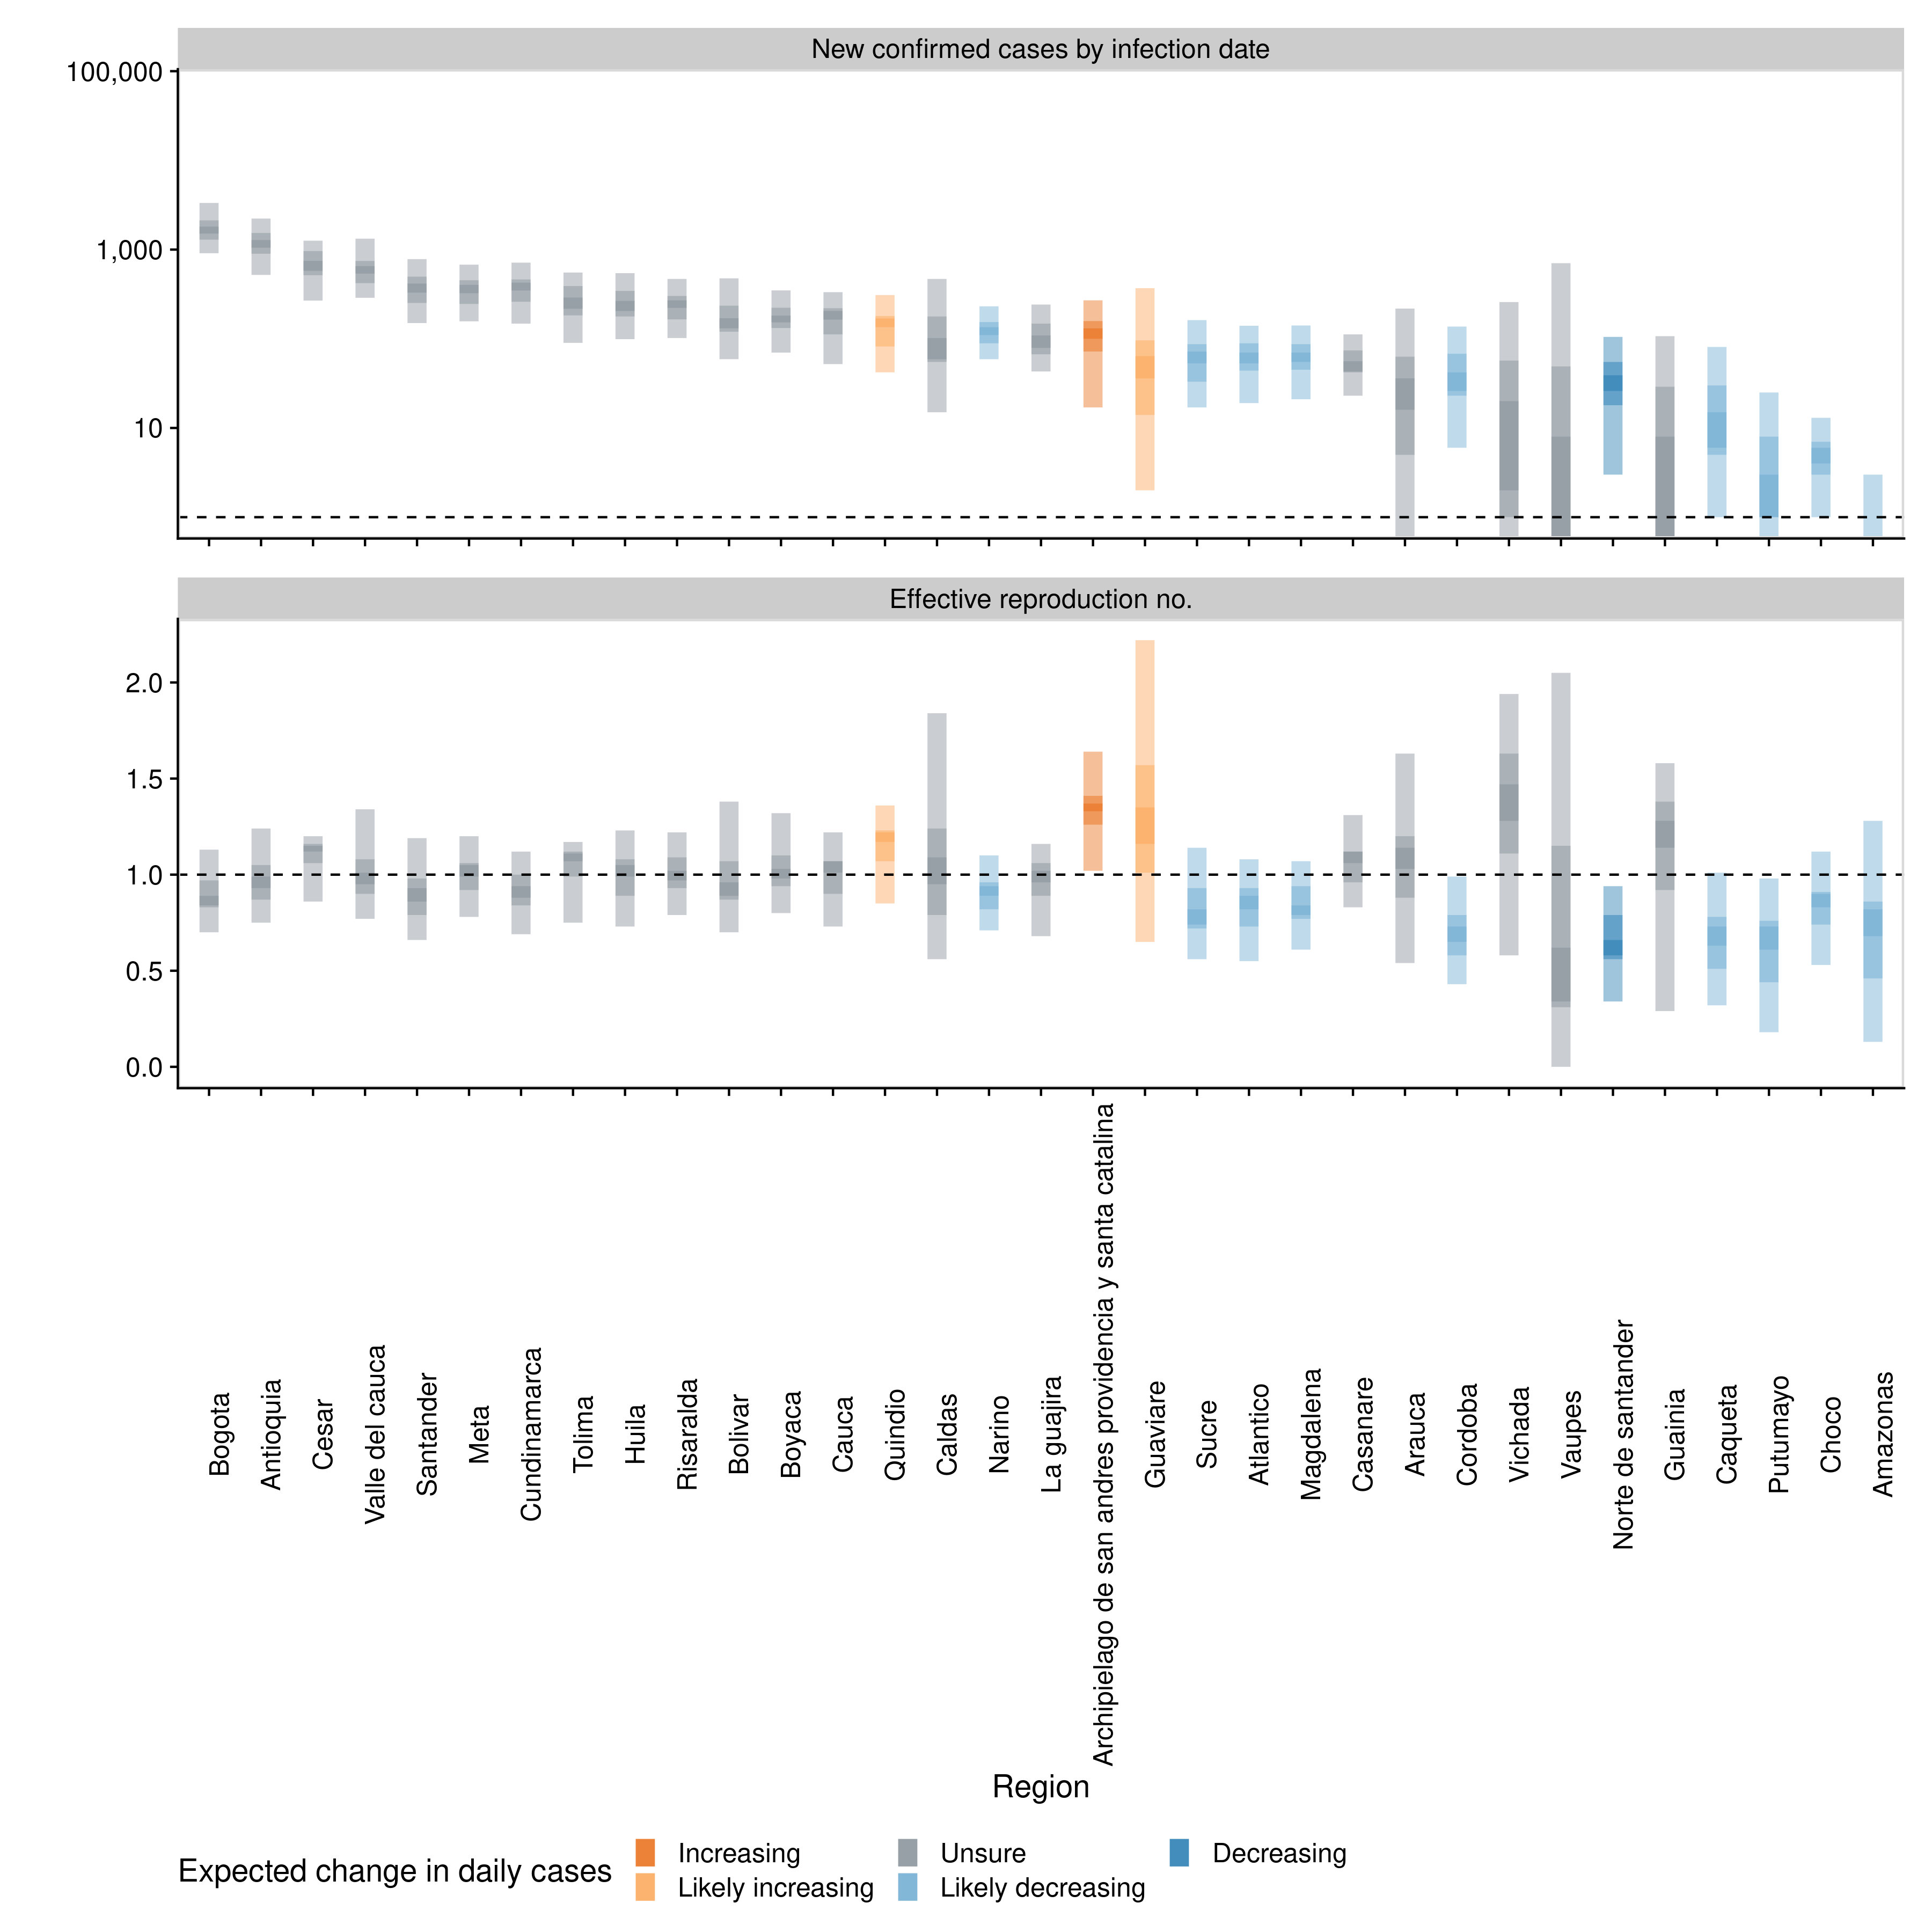 New confirmed cases by infection date
100,000
1,000
10
Effective reproduction no.
2.0
1.5
1.0
0.5
0.0
Bogota
Antioquia
Cesar
Valle del cauca
Santander
Meta
Cundinamarca
Tolima
Huila
Risaralda
Bolivar
Boyaca
Cauca
Quindio
Caldas
Narino
La guajira
Archipielago de san andres providencia y santa catalina
Guaviare
Sucre
Atlantico
Magdalena
Casanare
Arauca
Cordoba
Vichada
Vaupes
Norte de santander
Guainia
Caqueta
Putumayo
Choco
Amazonas
Region
Expected change in daily cases
Increasing
Likely increasing
Unsure
Likely decreasing
Decreasing